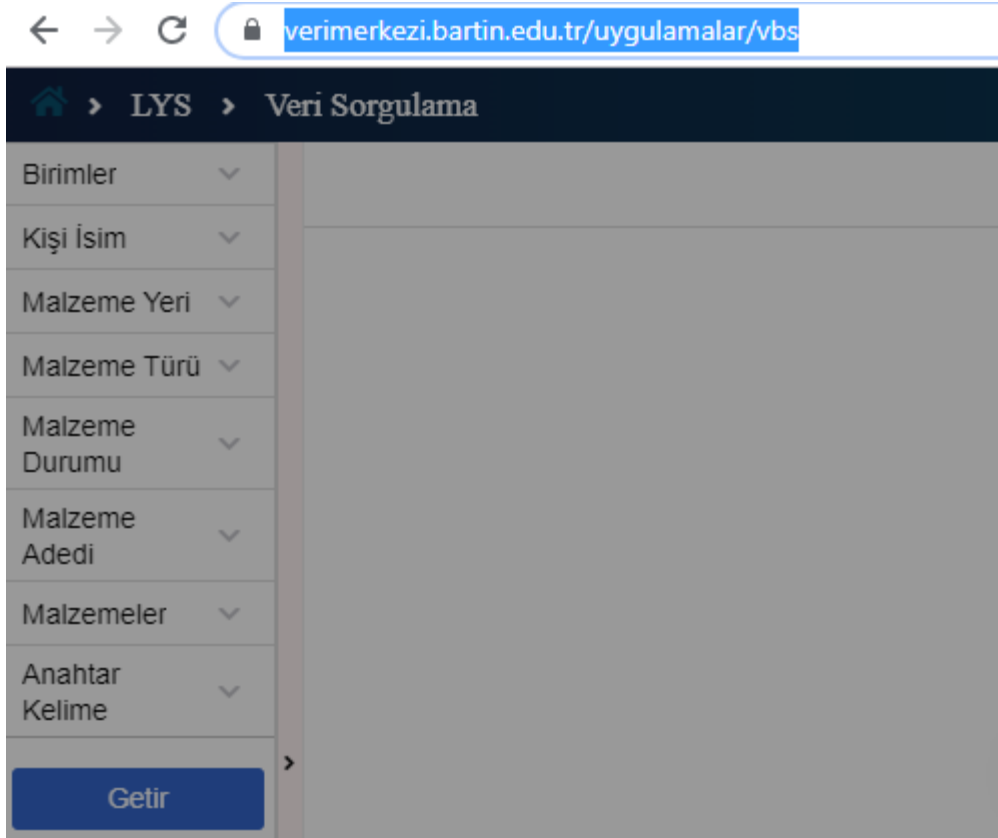 verimerkezi.bartin.edu.tr/uygulamalar/vbs
LYS Veri Sorgulama
Birimler
Kişi İsim
Malzeme Yeri
Malzeme Türü
Malzeme
Durumu
Malzeme
Adedi
Malzemeler
Anahtar
Kelime
Getir